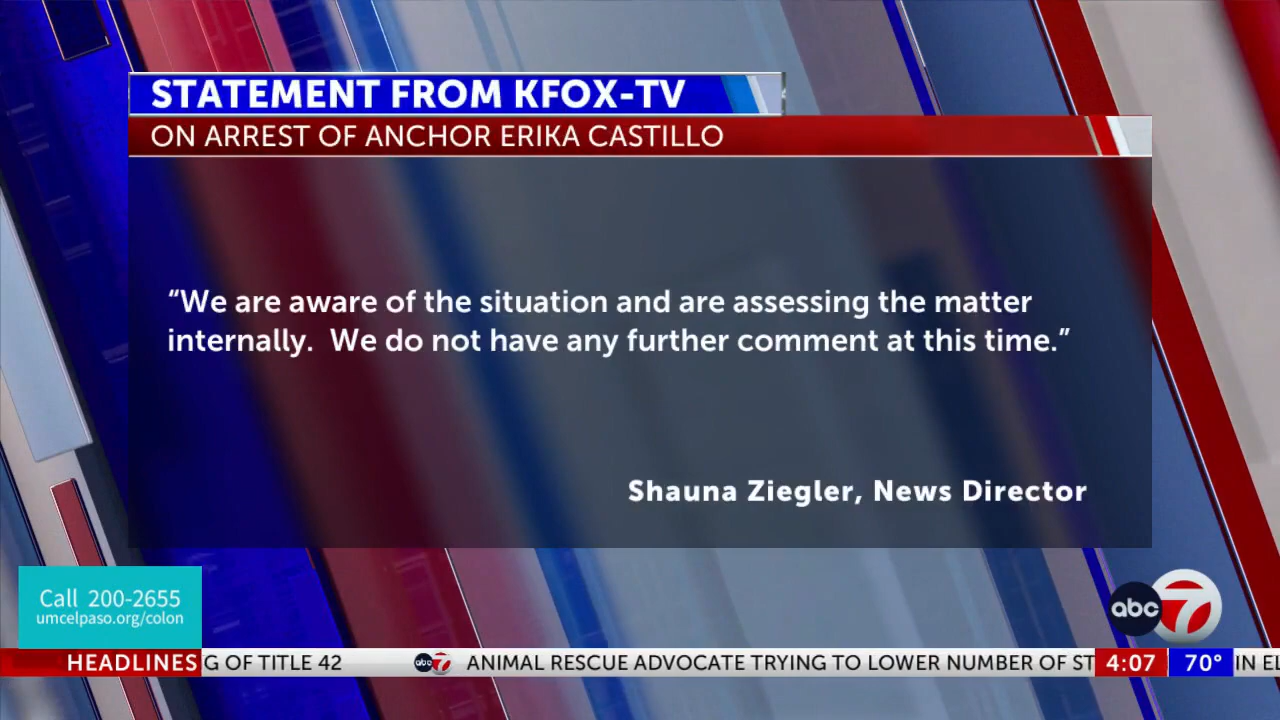 STATEMENT FROM KFOX-TV
ON ARREST OF ANCHOR ERIKA CASTILLO
“We are aware of the situation and are assessing the matter
internally.  We do not have any further comment at this time.”
Shauna Ziegler, News Director
Call 200-2655
umcelpaso.org/colon
abc 7
HEADLINES G OF TITLE 42 abc 7 ANIMAL RESCUE ADVOCATE TRYING TO LOWER NUMBER OF ST 4:07 70° IN EL